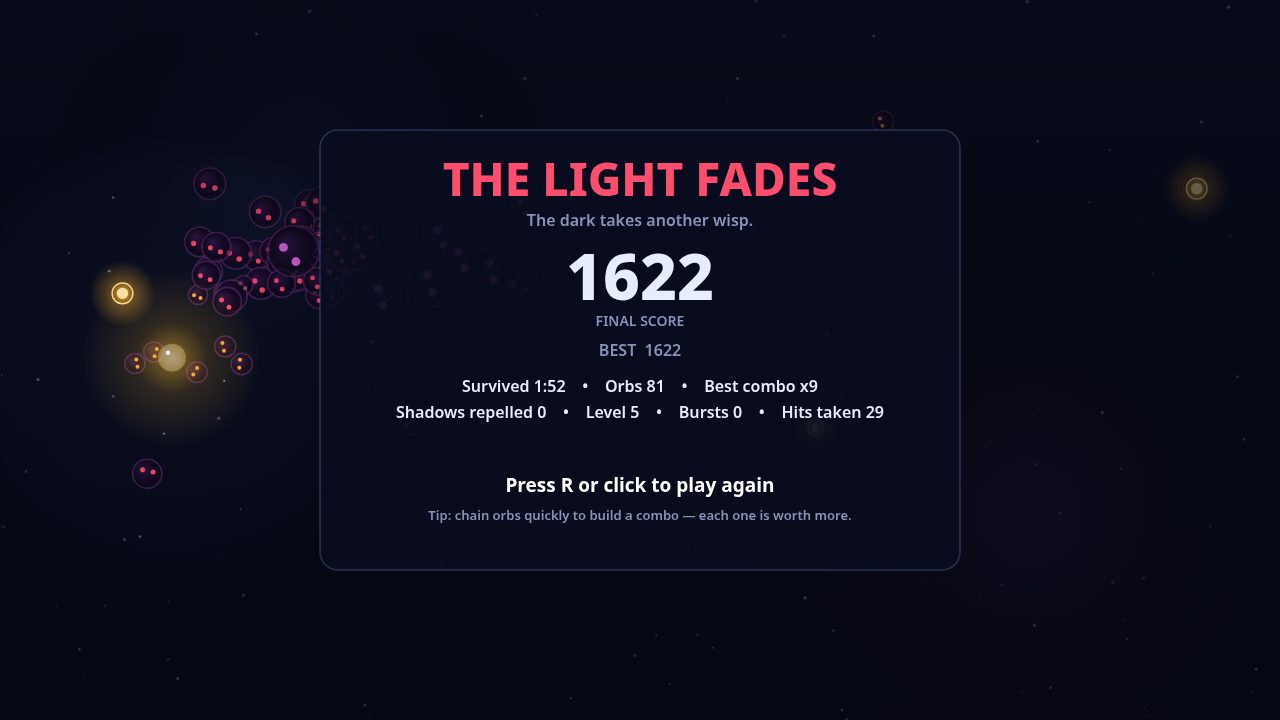 THE LIGHT FADES
The dark takes another wisp.
1622
FINAL SCORE
BEST 1622
Survived 1:52 • Orbs 81 • Best combo x9
Shadows repelled 0 • Level 5 • Bursts 0 • Hits taken 29
Press R or click to play again
Tip: chain orbs quickly to build a combo — each one is worth more.